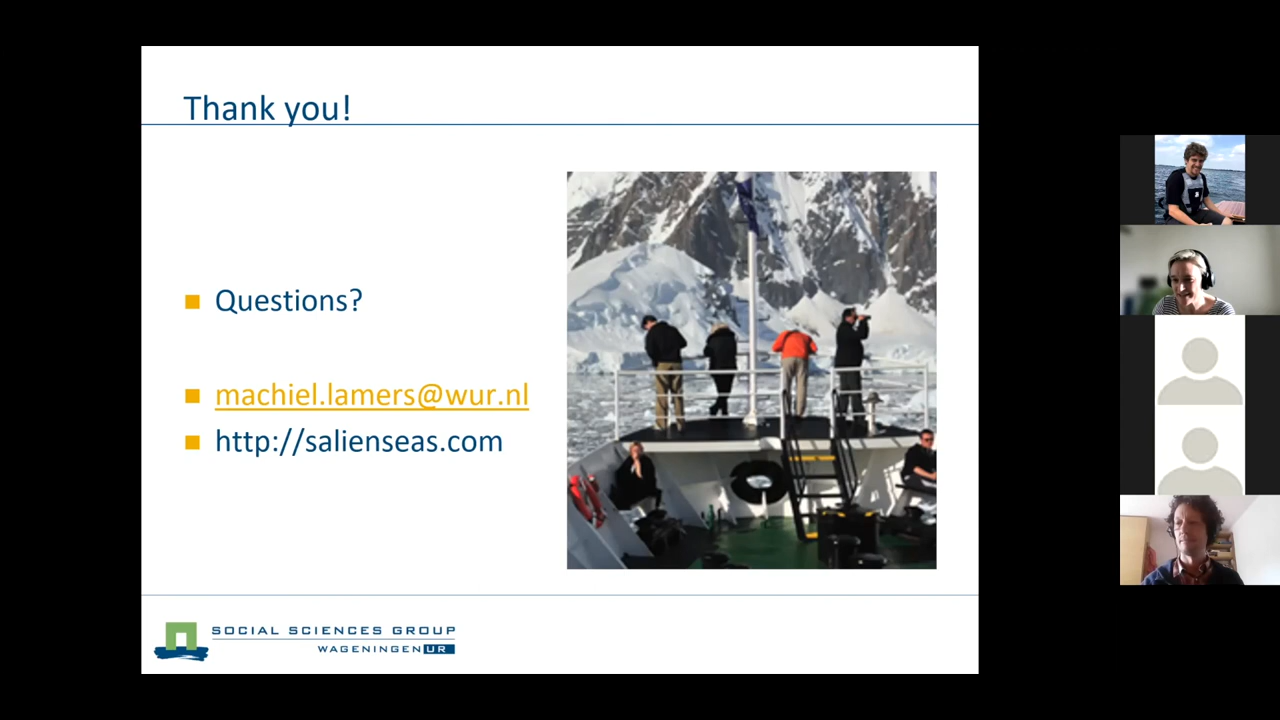 Thank you!
Questions?
machiel.lamers@wur.nl
http://salienseas.com
SOCIAL SCIENCES GROUP
WAGENINGEN UR